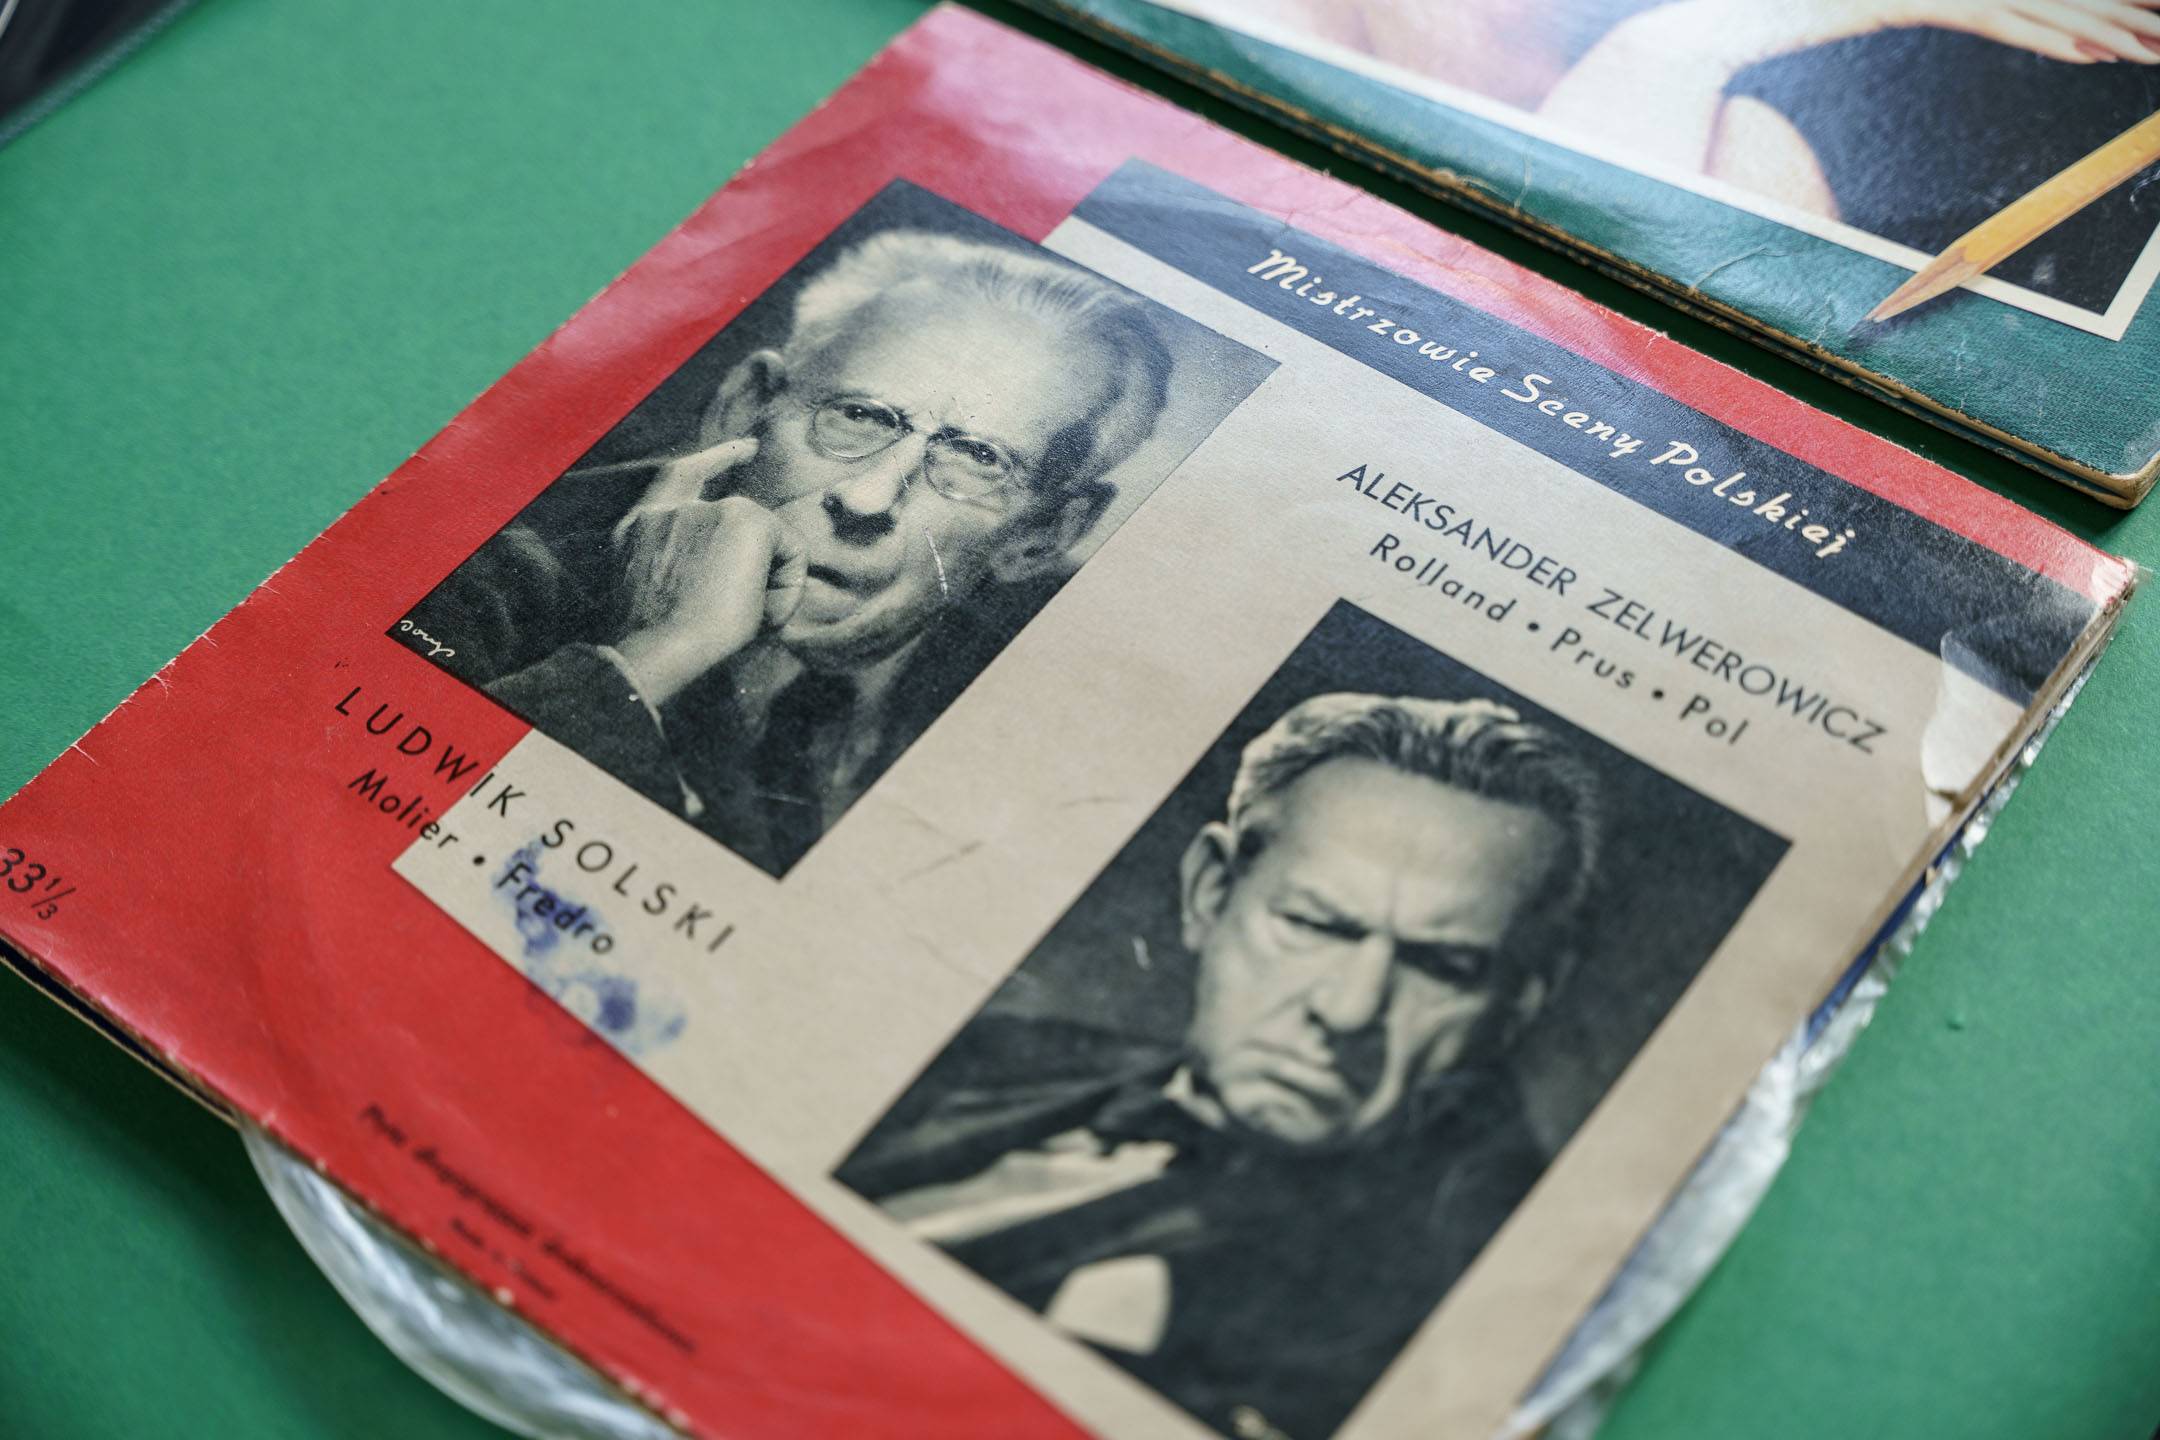 Mistrzowie Sceny Polskiej
ALEKSANDER ZELWEROWICZ
Rolland • Prus • Pol
LUDWIK SOLSKI
Molier • Fredro
33⅓